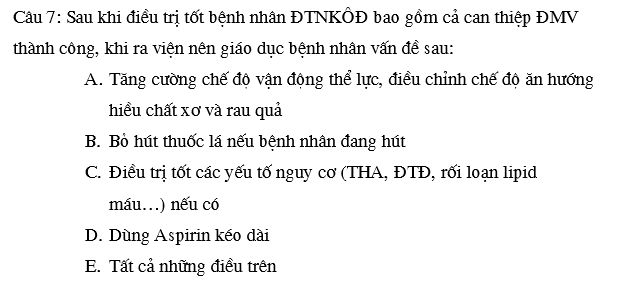 Câu 7: Sau khi điều trị tốt bệnh nhân ĐTNKÔĐ bao gồm cả can thiệp ĐMV
thành công, khi ra viện nên giáo dục bệnh nhân vấn đề sau:
A. Tăng cường chế độ vận động thể lực, điều chỉnh chế độ ăn hướng
hiều chất xơ và rau quả
B. Bỏ hút thuốc lá nếu bệnh nhân đang hút
C. Điều trị tốt các yếu tố nguy cơ (THA, ĐTĐ, rối loạn lipid
máu...) nếu có
D. Dùng Aspirin kéo dài
E. Tất cả những điều trên